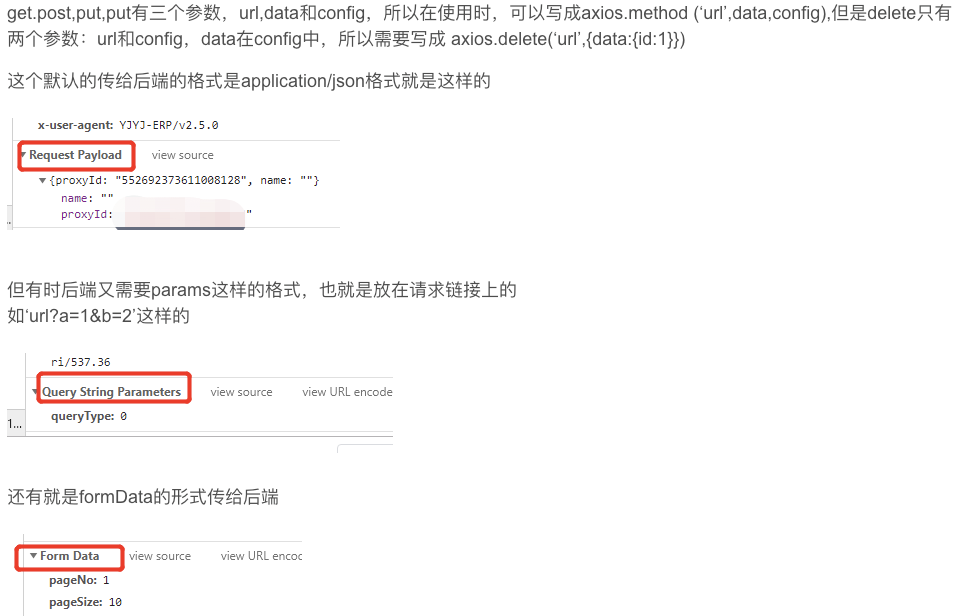 get.post,put,put有三个参数，url,data和config，所以在使用时，可以写成axios.method (‘url’,data,config),但是delete只有
两个参数：url和config，data在config中，所以需要写成 axios.delete(‘url’,{data:{id:1}})
这个默认的传给后端的格式是application/json格式就是这样的
x-user-agent: YJYJ-ERP/v2.5.0
Request Payload view source
{proxyId: "552692373611008128", name: ""}
name: ""
proxyId: "
但有时后端又需要params这样的格式，也就是放在请求链接上的
如‘url?a=1&b=2’这样的
ri/537.36
Query String Parameters view source view URL encode
1... queryType: 0
还有就是formData的形式传给后端
Form Data view source view URL encoc
pageNo: 1
pageSize: 10